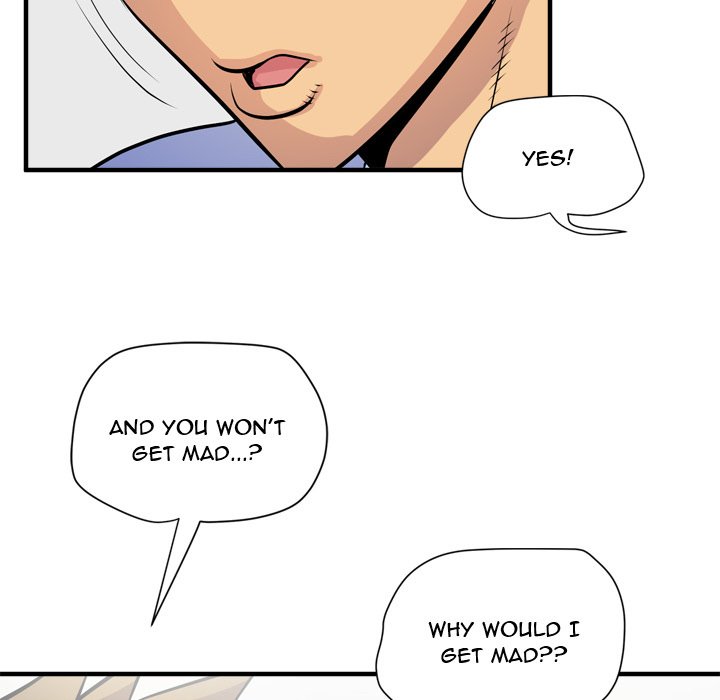 YES!
AND YOU WON'T
GET MAD...?
WHY WOULD I
GET MAD??